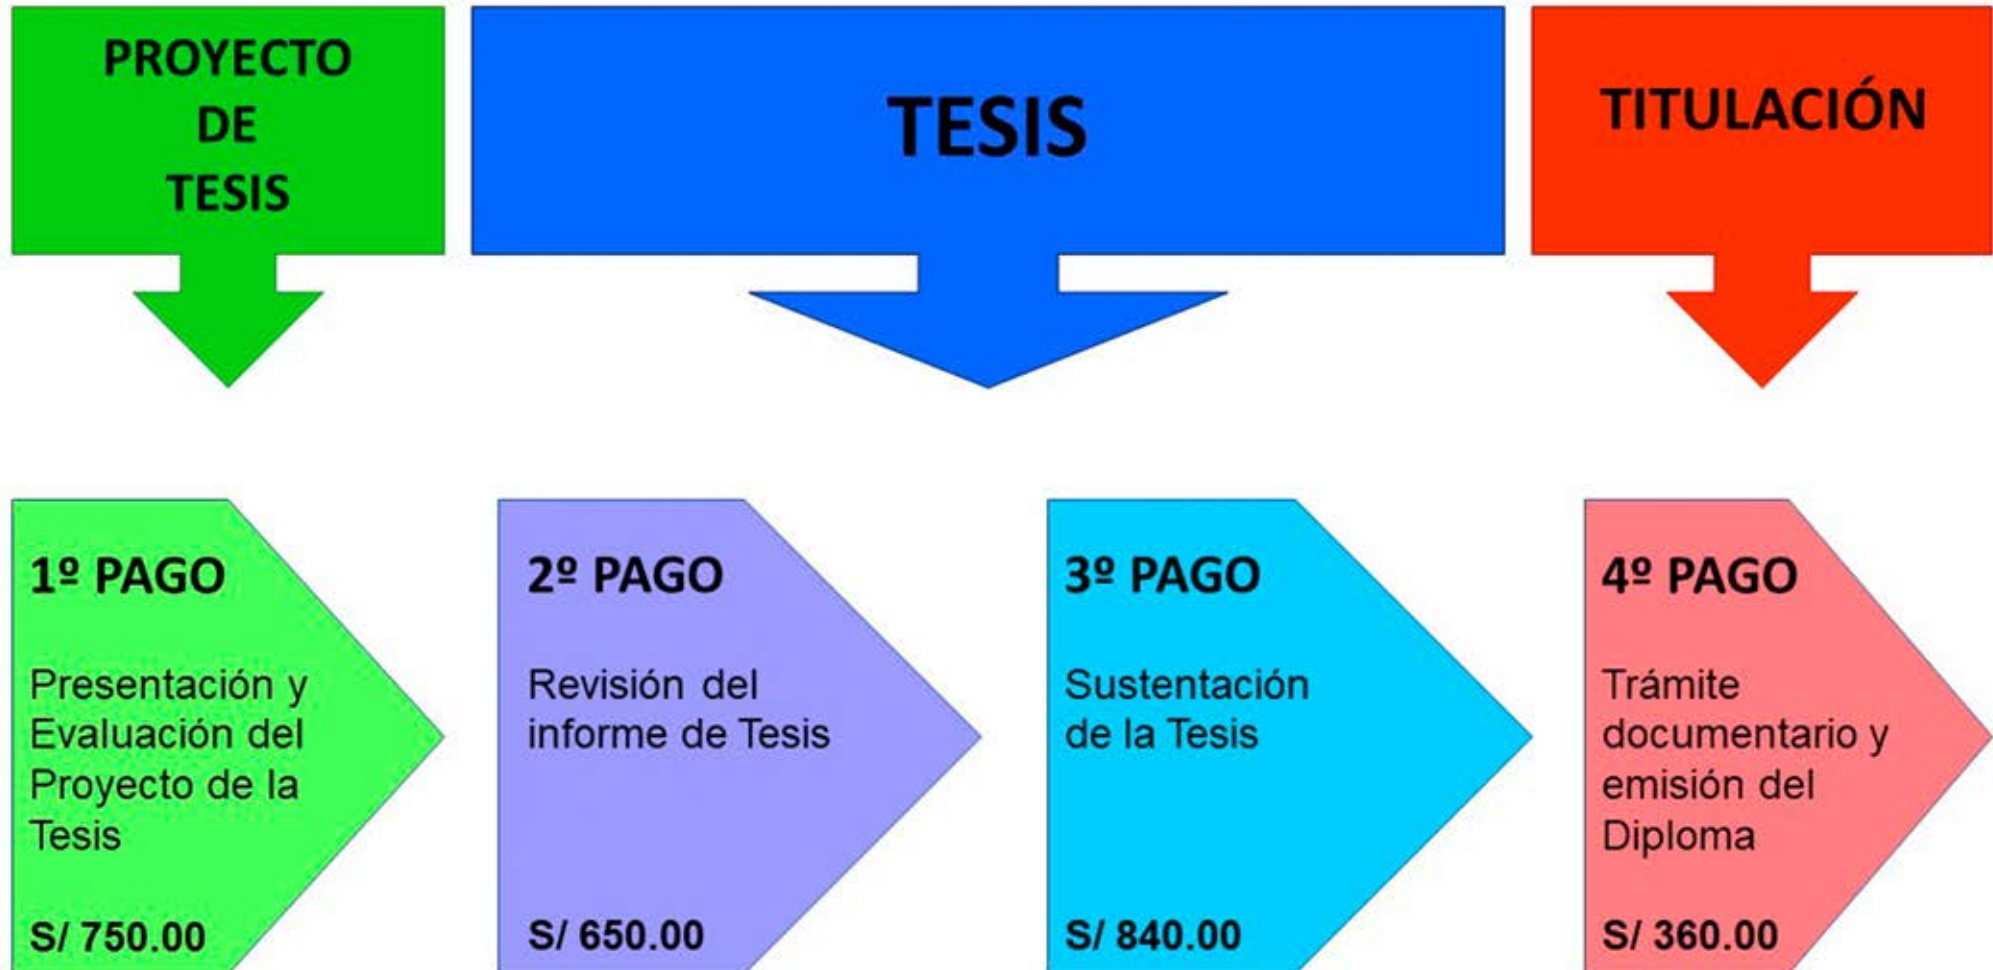 PROYECTO
DE
TESIS
TESIS
TITULACIÓN
1º PAGO
Presentación y
Evaluación del
Proyecto de la
Tesis
S/ 750.00
2º PAGO
Revisión del
informe de Tesis
S/ 650.00
3º PAGO
Sustentación
de la Tesis
S/ 840.00
4º PAGO
Trámite
documentario y
emisión del
Diploma
S/ 360.00